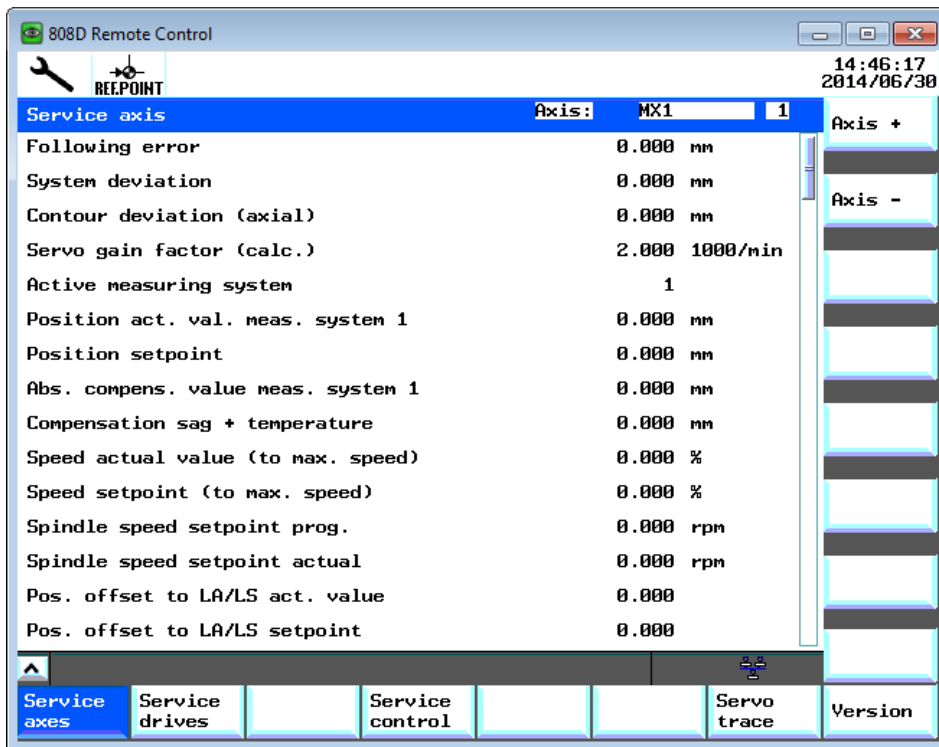 808D Remote Control
REF.POINT
14:46:17
2014/06/30
Service axis Axis: MX1 1
Following error 0.000 mm
System deviation 0.000 mm
Contour deviation (axial) 0.000 mm
Servo gain factor (calc.) 2.000 1000/min
Active measuring system 1
Position act. val. meas. system 1 0.000 mm
Position setpoint 0.000 mm
Abs. compens. value meas. system 1 0.000 mm
Compensation sag + temperature 0.000 mm
Speed actual value (to max. speed) 0.000 %
Speed setpoint (to max. speed) 0.000 %
Spindle speed setpoint prog. 0.000 rpm
Spindle speed setpoint actual 0.000 rpm
Pos. offset to LA/LS act. value 0.000
Pos. offset to LA/LS setpoint 0.000
Axis +
Axis -
Service axes
Service drives
Service control
Servo trace
Version